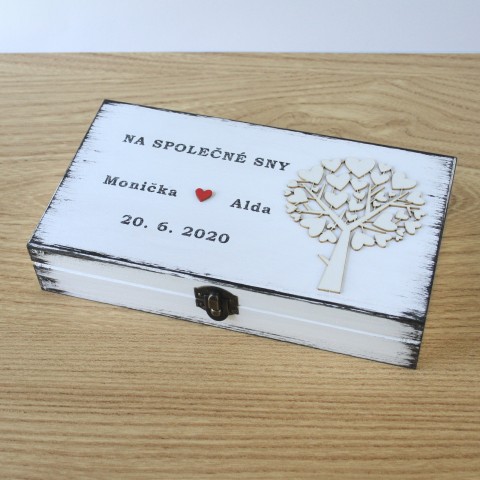 NA SPOLEČNÉ SNY
Monička Alda
20. 6. 2020